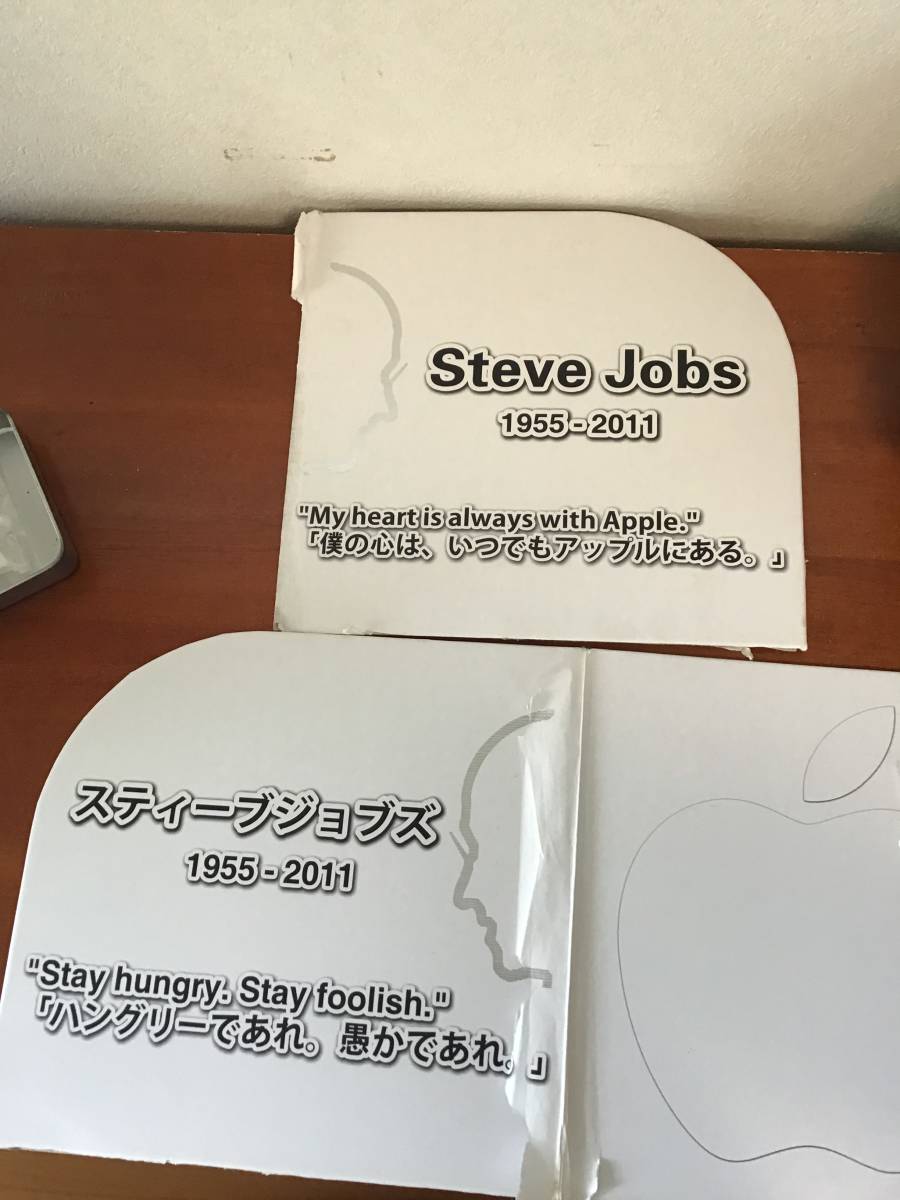 Steve Jobs
1955 - 2011
"My heart is always with Apple."
「僕の心は、いつでもアップルにある。」
スティーブジョブズ
1955 - 2011
"Stay hungry. Stay foolish."
「ハングリーであれ。愚かであれ。」